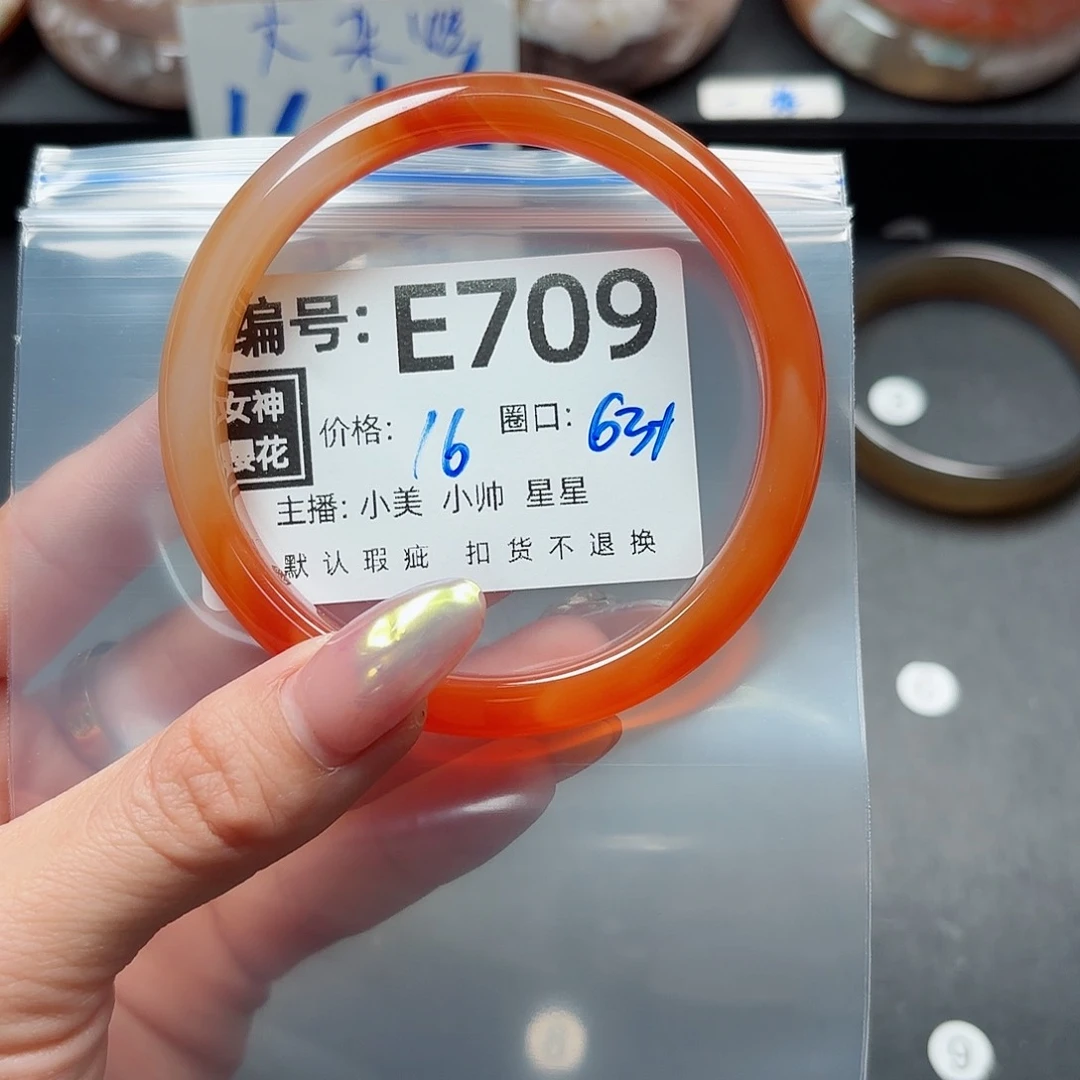 编号: E709
女神
樱花
价格: 16 圈口: 63+
主播: 小美 小帅 星星
默认瑕疵 扣货不退换